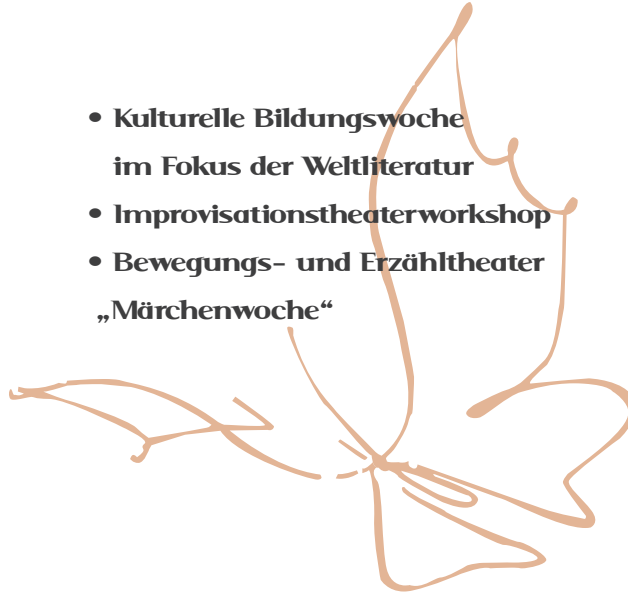 • Kulturelle Bildungswoche
im Fokus der Weltliteratur
• Improvisationstheaterworkshop
• Bewegungs- und Erzähltheater
„Märchenwoche“